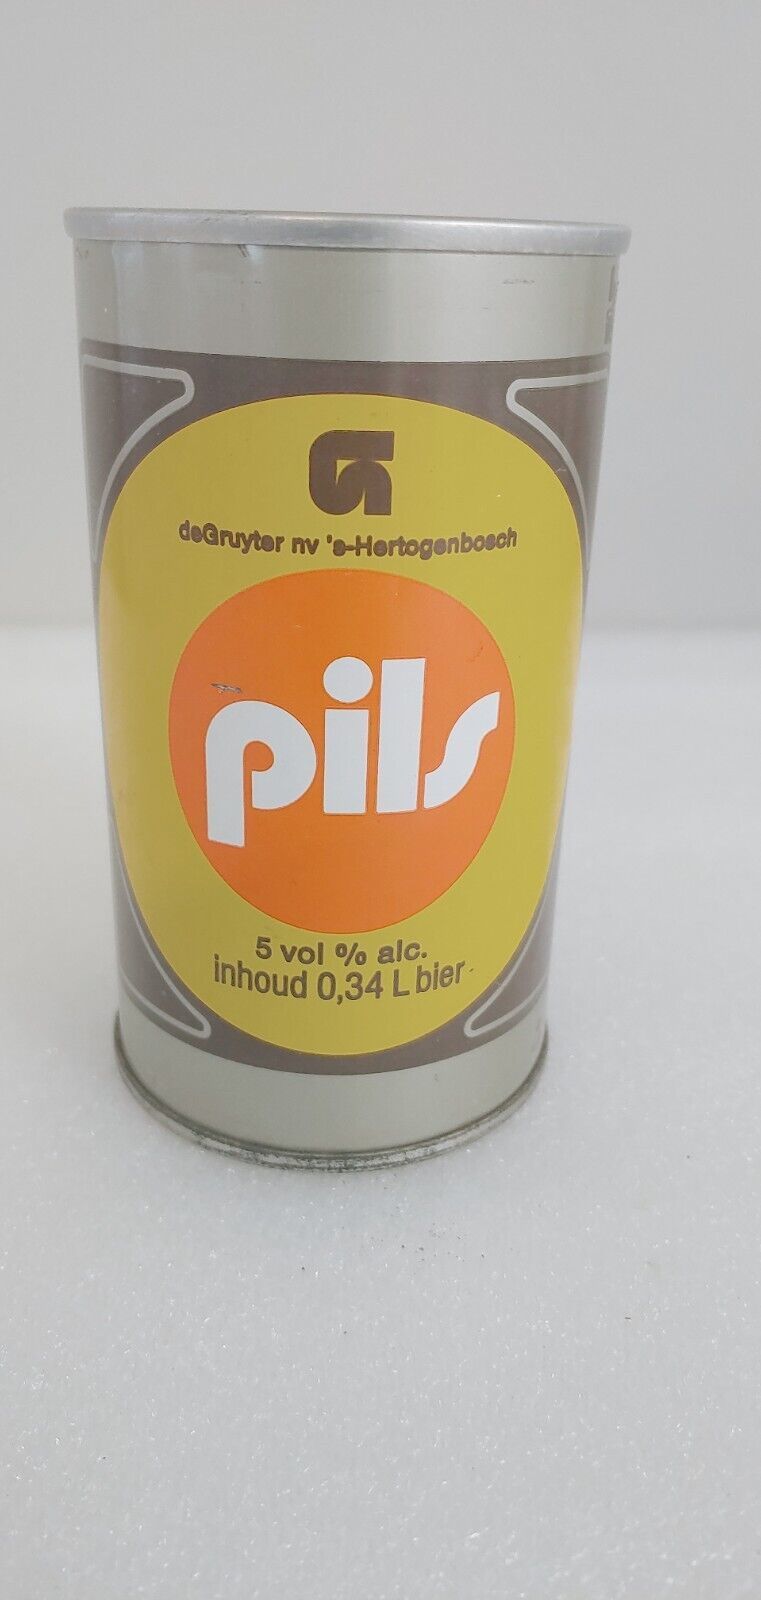 deGruyter nv 's-Hertogenbosch
pils
5 vol % alc.
inhoud 0,34 L bier